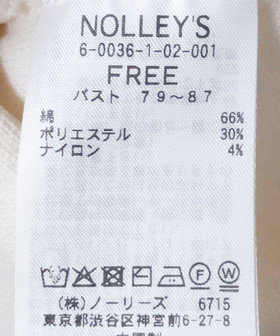 NOLLEY'S
6-0036-1-02-001
FREE
バスト 79~87
綿 66%
ポリエステル 30%
ナイロン 4%
(株)ノーリーズ 6715
東京都渋谷区神宮前6-27-8